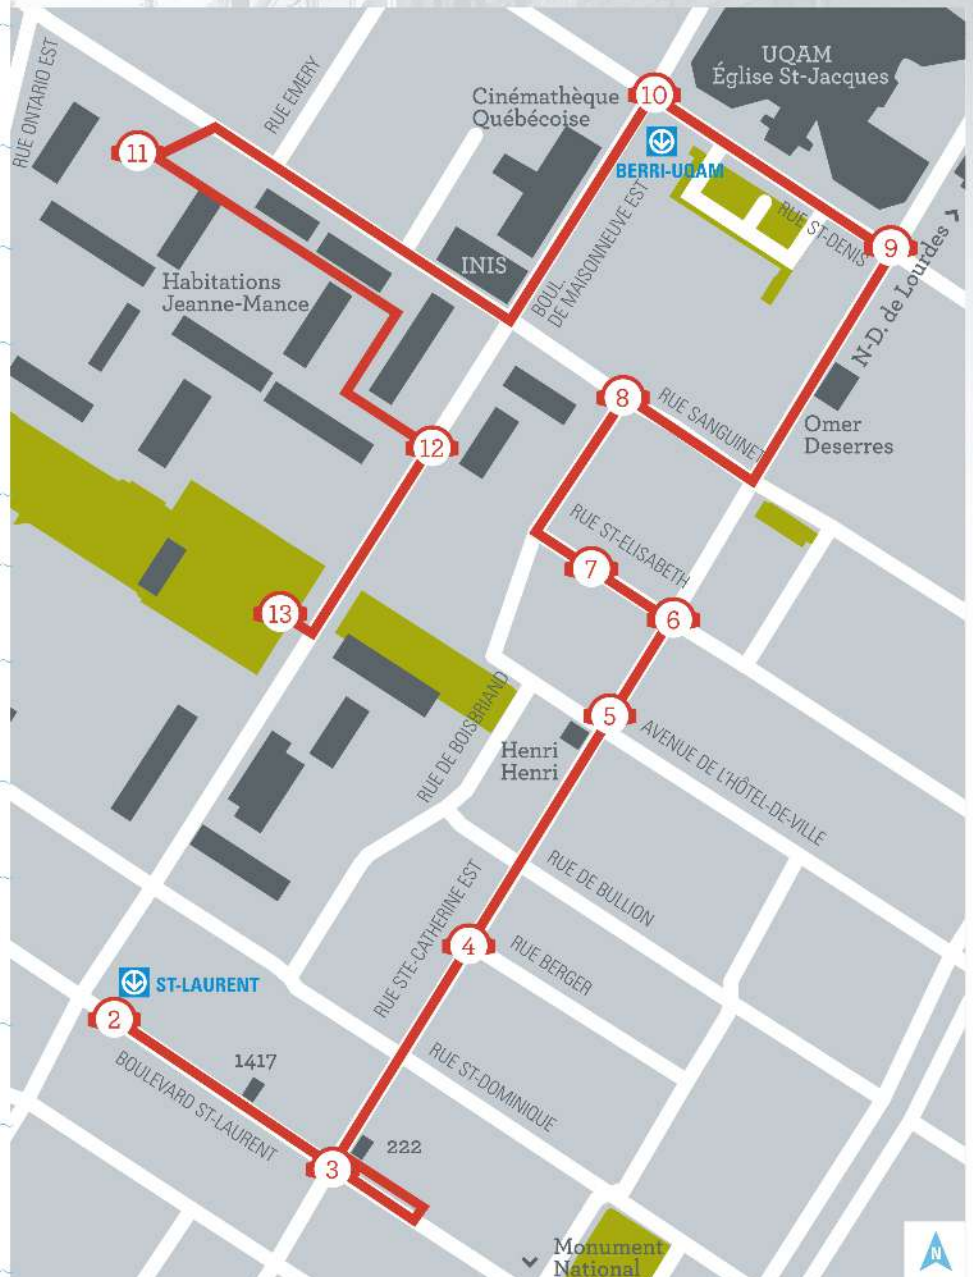 UQAM
Église St-Jacques
Cinémathèque
Québécoise
10
RUE EMERY
RUE ONTARIO EST
11
BERRI-UQAM
RUE ST-DENIS
9
N-D. de Lourdes
INIS
BOUL.
DE MAISONNEUVE EST
Habitations
Jeanne-Mance
8
RUE SANGUINET
Omer
Deserres
12
RUE ST-ELISABETH
7
6
13
5
RUE DE BOISBRIAND
AVENUE DE L'HÔTEL-DE-VILLE
Henri
Henri
RUE DE BULLION
RUE STE-CATHERINE EST
4
RUE BERGER
ST-LAURENT
2
1417
BOULEVARD ST-LAURENT
RUE ST-DOMINIQUE
222
3
Monument
National
N